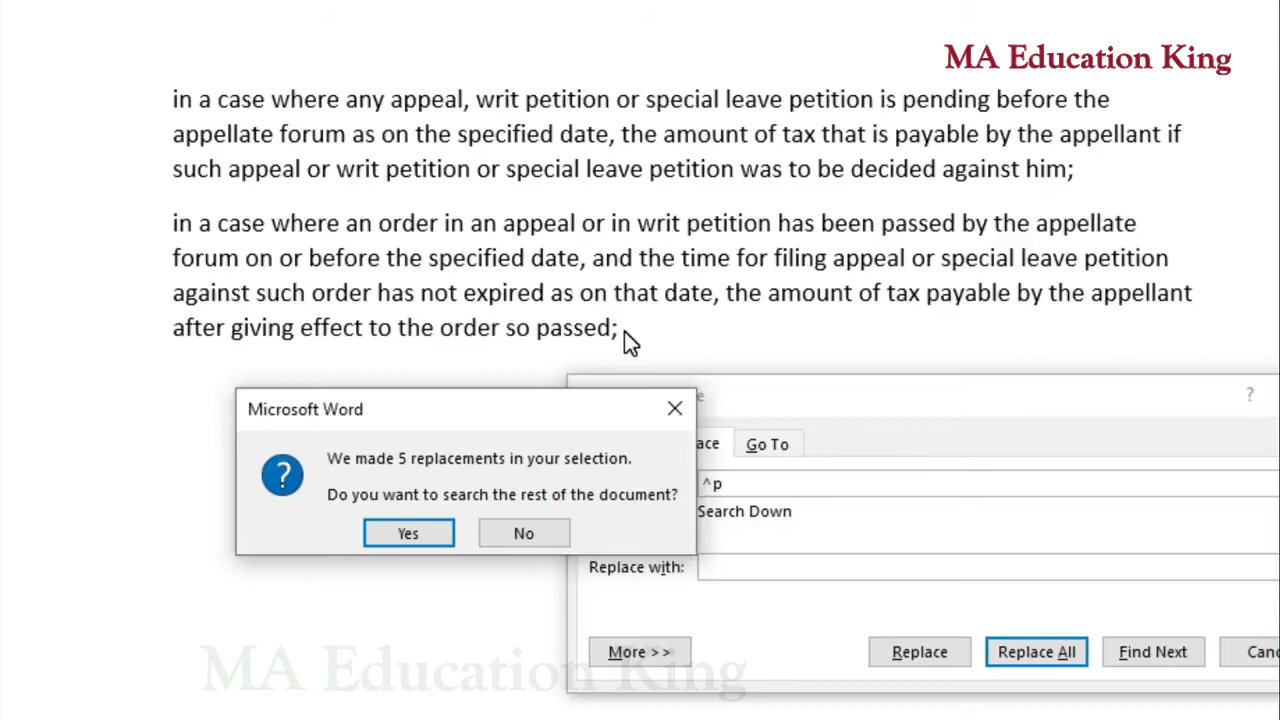 MA Education King
in a case where any appeal, writ petition or special leave petition is pending before the
appellate forum as on the specified date, the amount of tax that is payable by the appellant if
such appeal or writ petition or special leave petition was to be decided against him;
in a case where an order in an appeal or in writ petition has been passed by the appellate
forum on or before the specified date, and the time for filing appeal or special leave petition
against such order has not expired as on that date, the amount of tax payable by the appellant
after giving effect to the order so passed;
Microsoft Word
We made 5 replacements in your selection.
Do you want to search the rest of the document?
Yes No
e ?
ace Go To
^p
Search Down
Replace with:
More >> Replace Replace All Find Next Canc
MA Education King